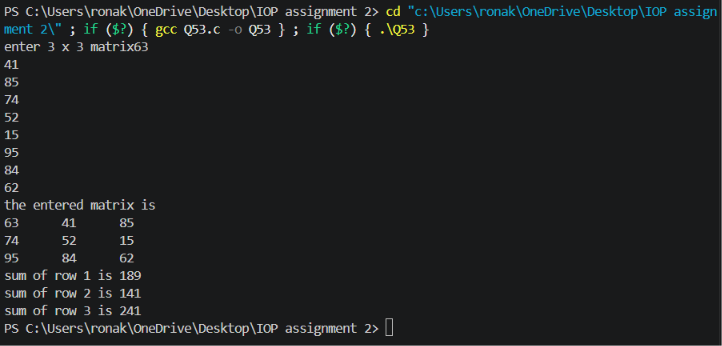 PS C:\Users\ronak\OneDrive\Desktop\IOP assignment 2> cd "c:\Users\ronak\OneDrive\Desktop\IOP assign
ment 2\" ; if ($?) { gcc Q53.c -o Q53 } ; if ($?) { .\Q53 }
enter 3 x 3 matrix63
41
85
74
52
15
95
84
62
the entered matrix is
63 41 85
74 52 15
95 84 62
sum of row 1 is 189
sum of row 2 is 141
sum of row 3 is 241
PS C:\Users\ronak\OneDrive\Desktop\IOP assignment 2>